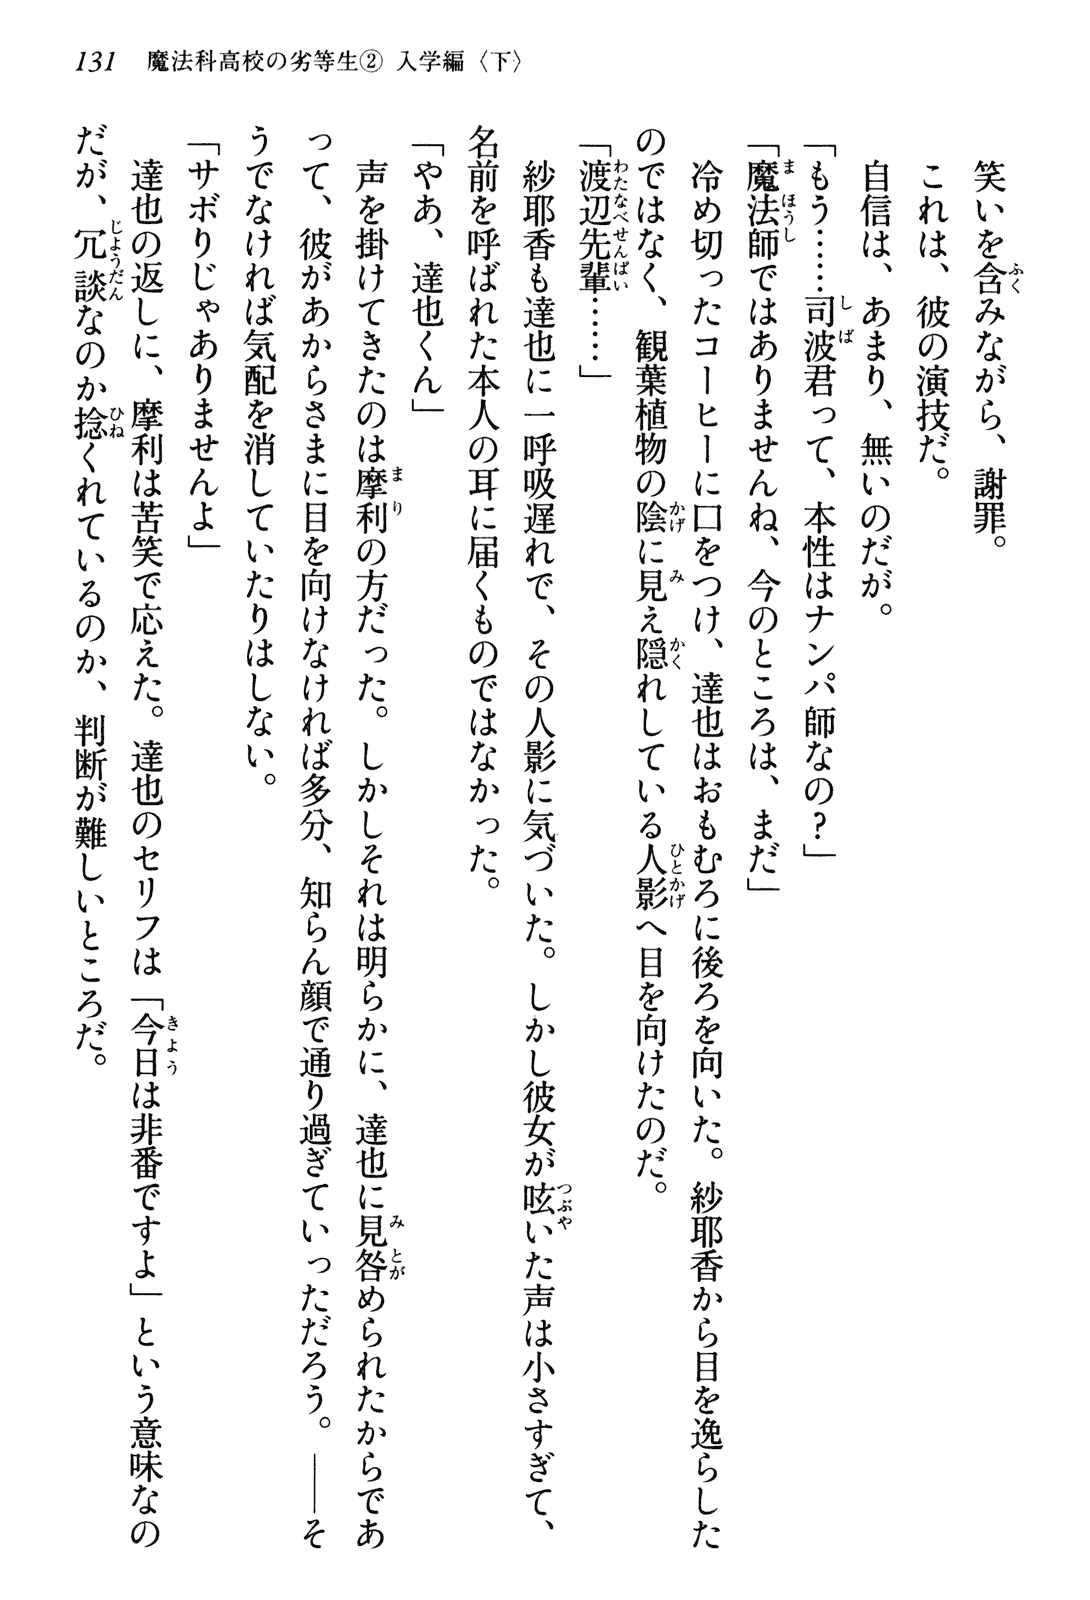 131　魔法科高校の劣等生② 入学編〈下〉
　笑いを含みながら、謝罪。
　これは、彼の演技だ。
　自信は、あまり、無いのだが。
「もう……司波君って、本性はナンパ師なの？」
「魔法師ではありませんね、今のところは、まだ」
　冷め切ったコーヒーに口をつけ、達也はおもむろに後ろを向いた。紗耶香から目を逸らした
のではなく、観葉植物の陰に見え隠れしている人影へ目を向けたのだ。
「渡辺先輩……」
　紗耶香も達也に一呼吸遅れで、その人影に気づいた。しかし彼女が呟いた声は小さすぎて、
名前を呼ばれた本人の耳に届くものではなかった。
「やあ、達也くん」
　声を掛けてきたのは摩利の方だった。しかしそれは明らかに、達也に見咎められたからであ
って、彼があからさまに目を向けなければ多分、知らん顔で通り過ぎていっただろう。――そ
うでなければ気配を消していたりはしない。
「サボりじゃありませんよ」
　達也の返しに、摩利は苦笑で応えた。達也のセリフは「今日は非番ですよ」という意味なの
だが、冗談なのか捻くれているのか、判断が難しいところだ。